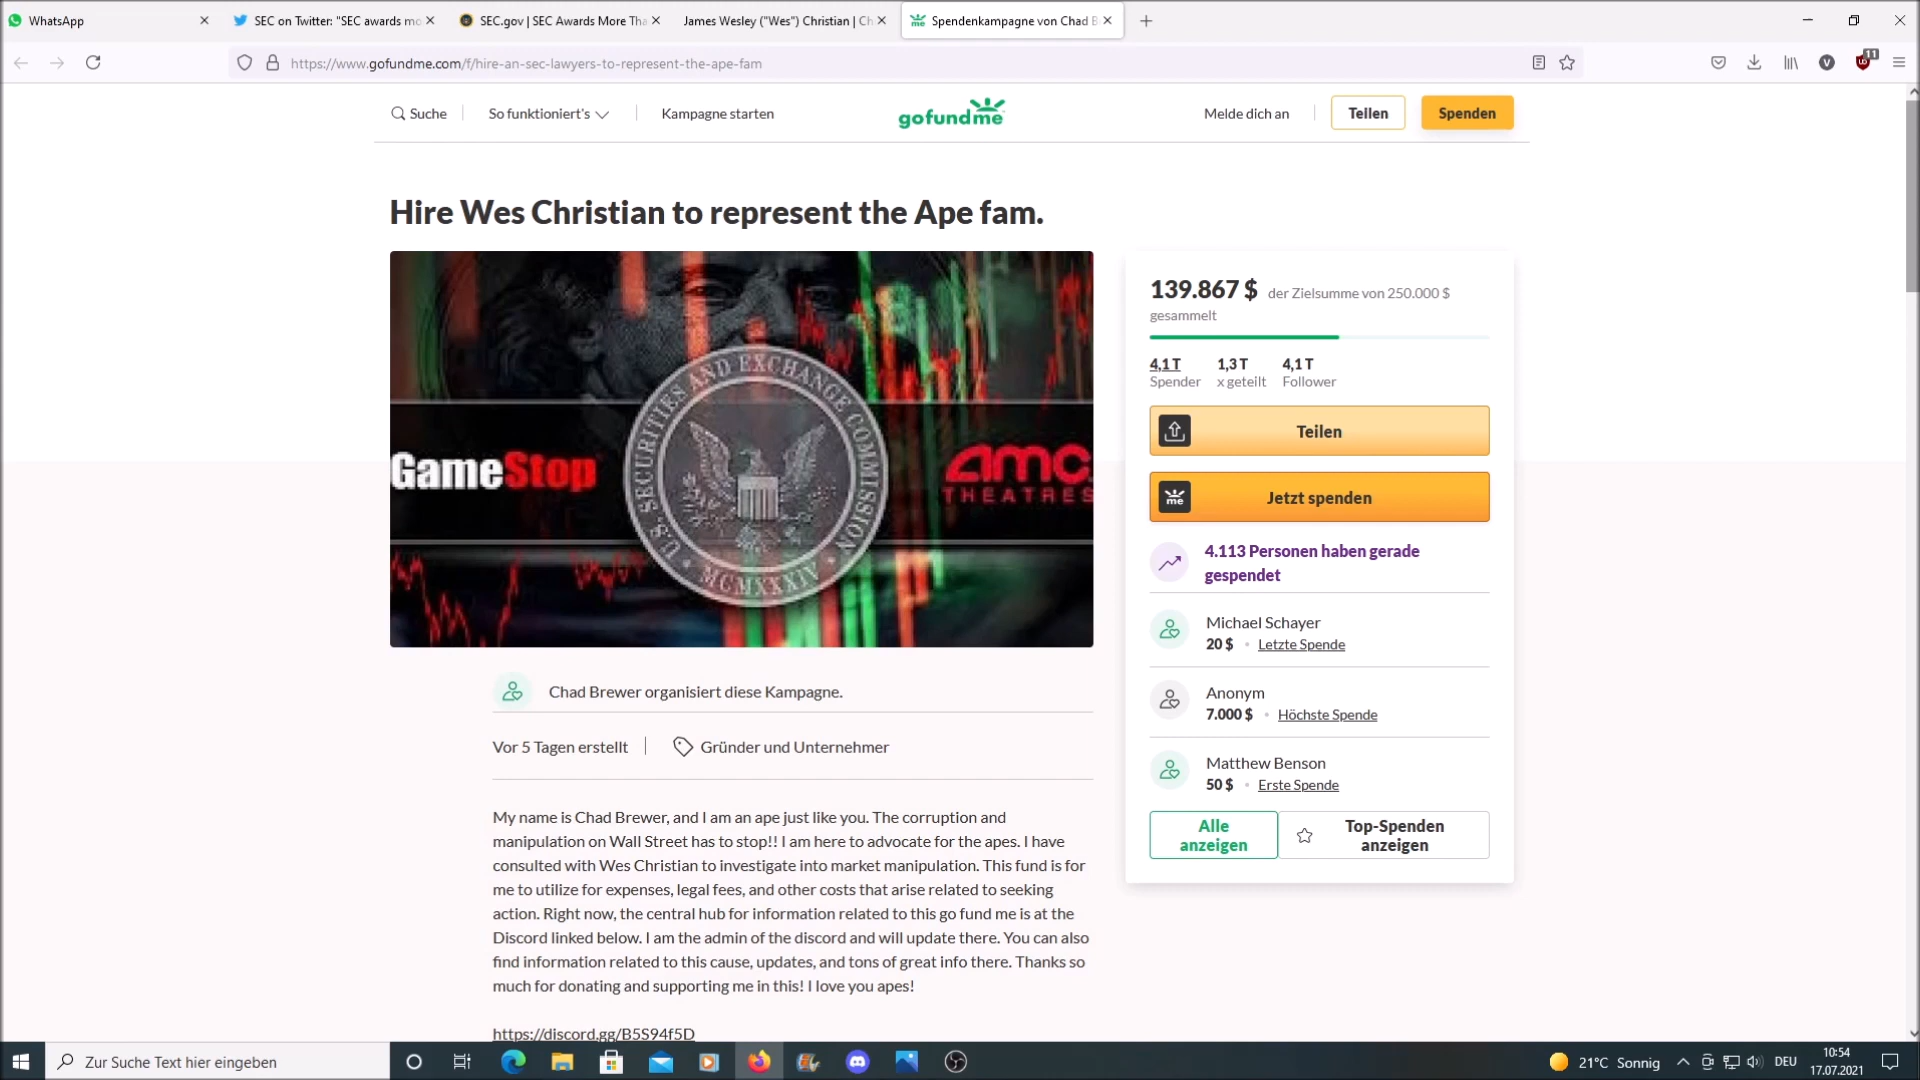 WhatsApp
SEC on Twitter: "SEC awards mo
SEC.gov | SEC Awards More Tha
James Wesley ("Wes") Christian | Ch
Spendenkampagne von Chad B
https://www.gofundme.com/f/hire-an-sec-lawyers-to-represent-the-ape-fam
11
Suche
So funktioniert's
Kampagne starten
gofundme
Melde dich an
Teilen
Spenden
Hire Wes Christian to represent the Ape fam.
GameStop
U.S. SECURITIES AND EXCHANGE COMMISSION
MCMXXXIV
amc
THEATRES
139.867 $ der Zielsumme von 250.000 $
gesammelt
4,1 T 1,3 T 4,1 T
Spender x geteilt Follower
Teilen
me
Jetzt spenden
4.113 Personen haben gerade
gespendet
Michael Schayer
20 $ • Letzte Spende
Anonym
7.000 $ • Höchste Spende
Matthew Benson
50 $ • Erste Spende
Alle
anzeigen
Top-Spenden
anzeigen
Chad Brewer organisiert diese Kampagne.
Vor 5 Tagen erstellt
Gründer und Unternehmer
My name is Chad Brewer, and I am an ape just like you. The corruption and
manipulation on Wall Street has to stop!! I am here to advocate for the apes. I have
consulted with Wes Christian to investigate into market manipulation. This fund is for
me to utilize for expenses, legal fees, and other costs that arise related to seeking
action. Right now, the central hub for information related to this go fund me is at the
Discord linked below. I am the admin of the discord and will update there. You can also
find information related to this cause, updates, and tons of great info there. Thanks so
much for donating and supporting me in this! I love you apes!
https://discord.gg/B5S94f5D
Zur Suche Text hier eingeben
21°C Sonnig
DEU
10:54
17.07.2021